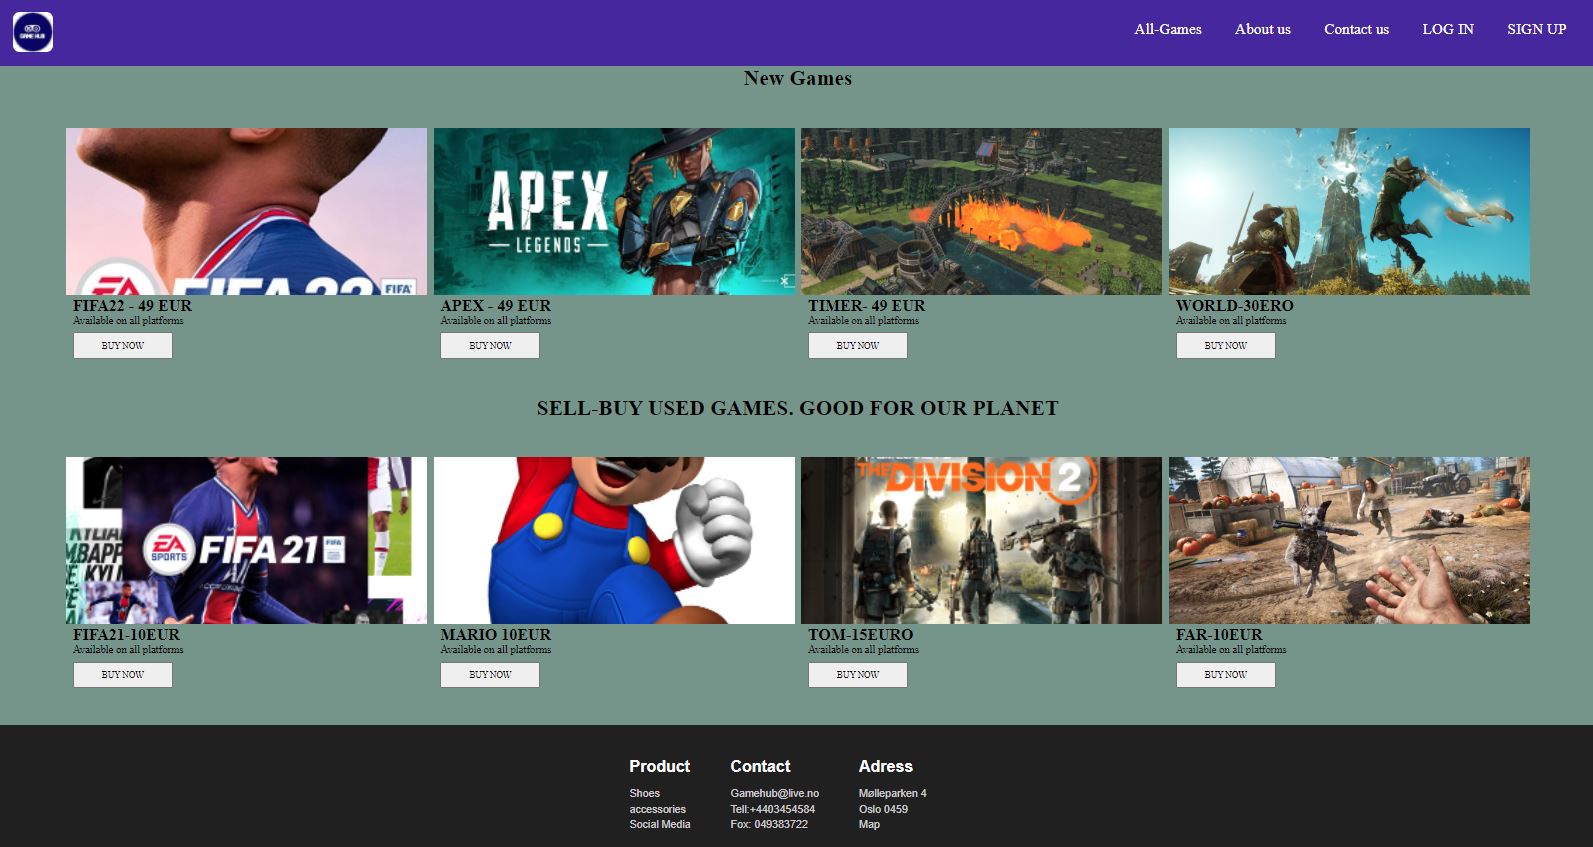 GAME HUB
All-Games About us Contact us LOG IN SIGN UP
New Games
EA FIFA 22 FIFA
APEX
LEGENDS
FIFA22 - 49 EUR
Available on all platforms
BUY NOW
APEX - 49 EUR
Available on all platforms
BUY NOW
TIMER- 49 EUR
Available on all platforms
BUY NOW
WORLD-30ERO
Available on all platforms
BUY NOW
SELL-BUY USED GAMES. GOOD FOR OUR PLANET
KYLIAN
MBAPPE
KYLI
EA SPORTS FIFA 21 FIFA
THE DIVISION 2
FIFA21-10EUR
Available on all platforms
BUY NOW
MARIO 10EUR
Available on all platforms
BUY NOW
TOM-15EURO
Available on all platforms
BUY NOW
FAR-10EUR
Available on all platforms
BUY NOW
Product
Shoes
accessories
Social Media
Contact
Gamehub@live.no
Tell:+4403454584
Fox: 049383722
Adress
Mølleparken 4
Oslo 0459
Map